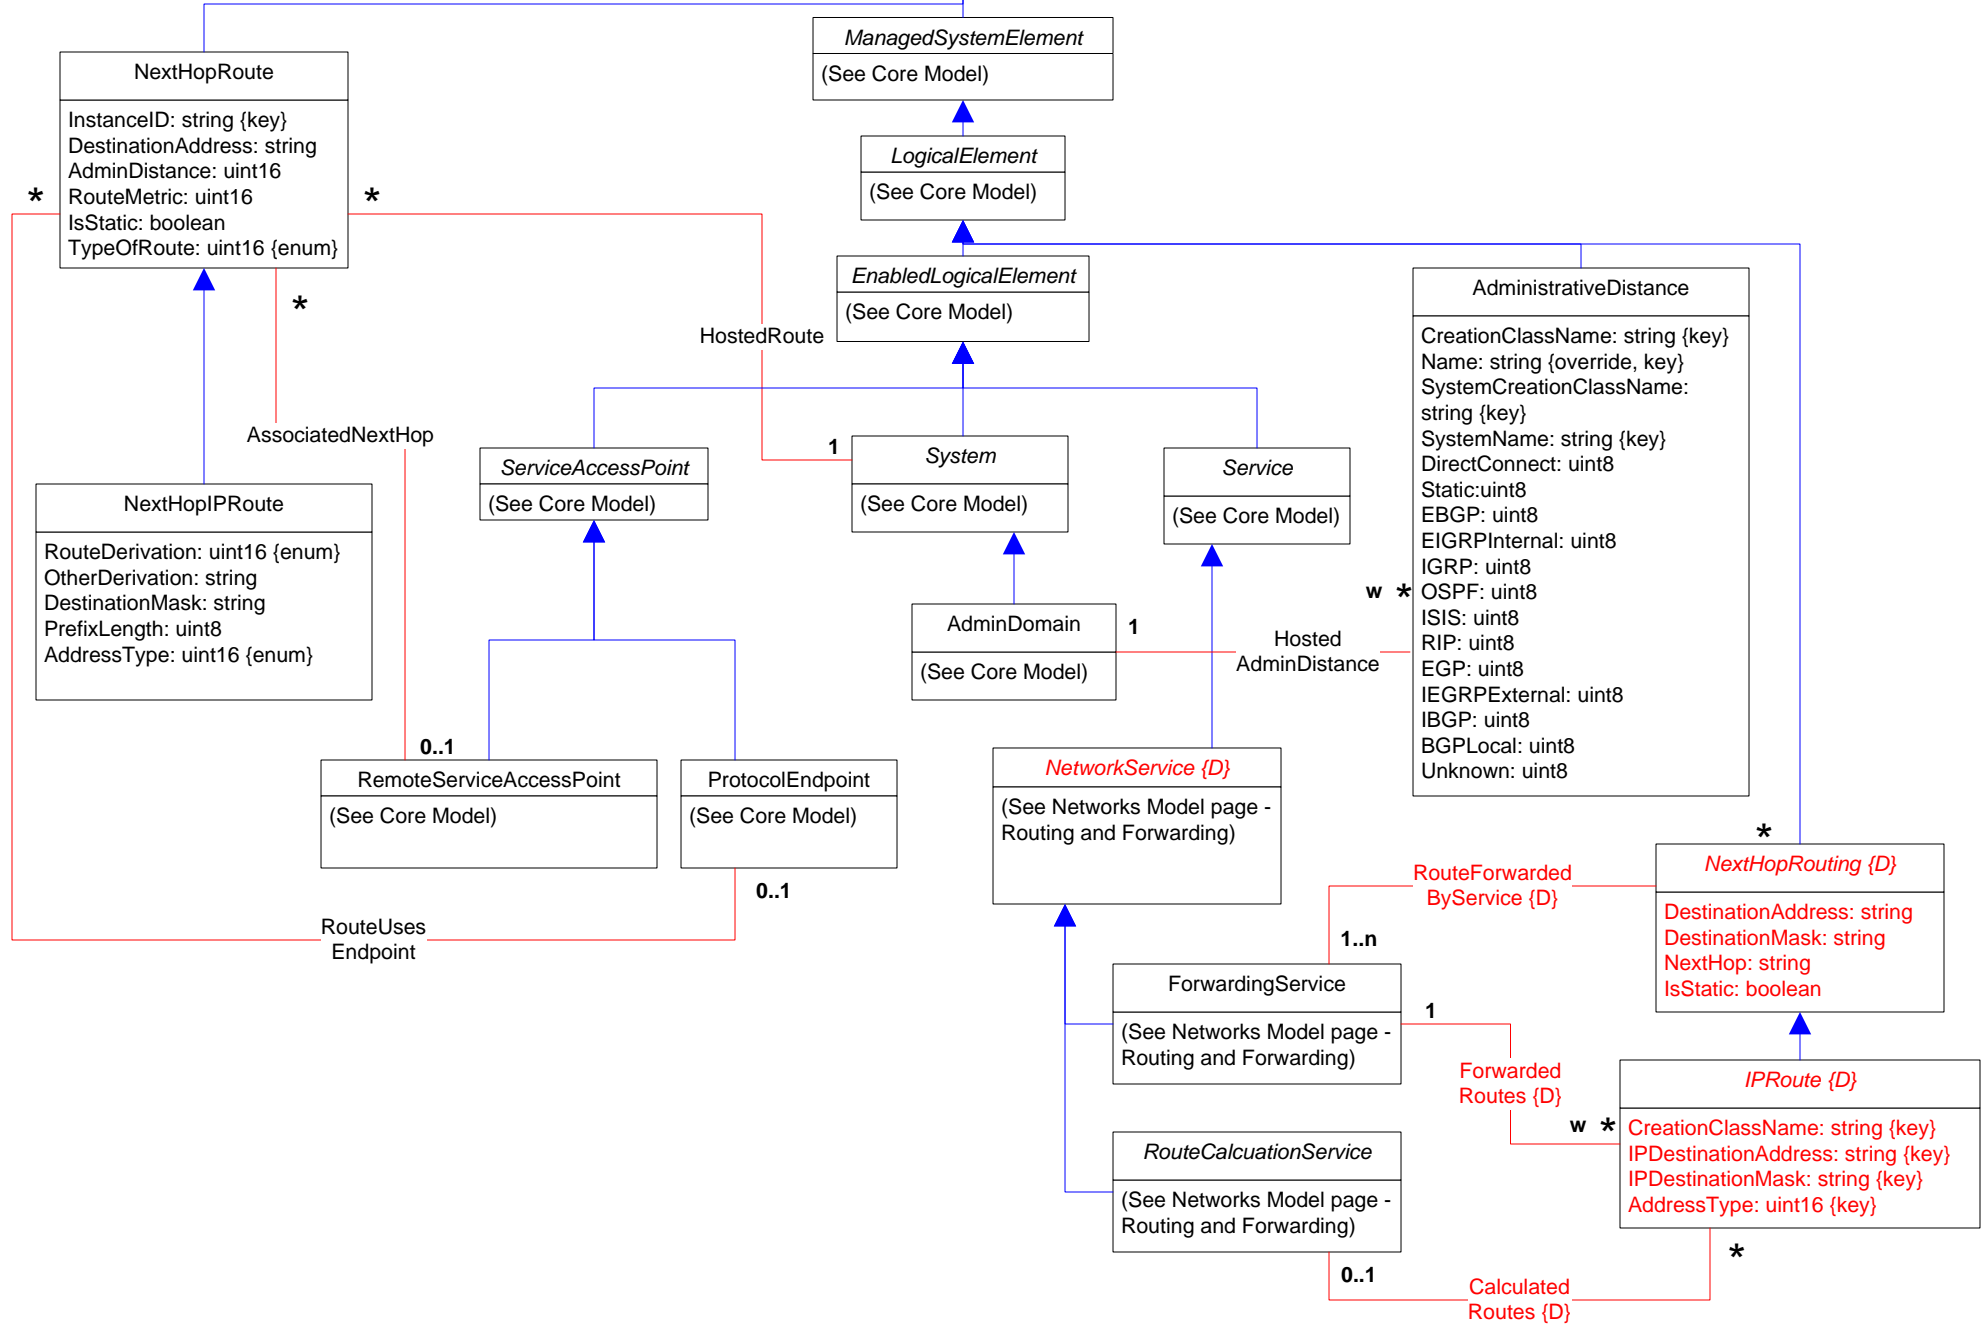 ManagedSystemElement
(See Core Model)
NextHopRoute
InstanceID: string {key}
DestinationAddress: string
AdminDistance: uint16
RouteMetric: uint16
IsStatic: boolean
TypeOfRoute: uint16 {enum}
*
*
*
LogicalElement
(See Core Model)
EnabledLogicalElement
(See Core Model)
HostedRoute
AdministrativeDistance
CreationClassName: string {key}
Name: string {override, key}
SystemCreationClassName:
string {key}
SystemName: string {key}
DirectConnect: uint8
Static:uint8
EBGP: uint8
EIGRPInternal: uint8
IGRP: uint8
OSPF: uint8
ISIS: uint8
RIP: uint8
EGP: uint8
IEGRPExternal: uint8
IBGP: uint8
BGPLocal: uint8
Unknown: uint8
AssociatedNextHop
ServiceAccessPoint
(See Core Model)
1
System
(See Core Model)
Service
(See Core Model)
NextHopIPRoute
RouteDerivation: uint16 {enum}
OtherDerivation: string
DestinationMask: string
PrefixLength: uint8
AddressType: uint16 {enum}
w *
AdminDomain
(See Core Model)
1
Hosted
AdminDistance
0..1
RemoteServiceAccessPoint
(See Core Model)
ProtocolEndpoint
(See Core Model)
0..1
NetworkService {D}
(See Networks Model page -
Routing and Forwarding)
RouteUses
Endpoint
*
NextHopRouting {D}
DestinationAddress: string
DestinationMask: string
NextHop: string
IsStatic: boolean
RouteForwarded
ByService {D}
1..n
ForwardingService
(See Networks Model page -
Routing and Forwarding)
1
Forwarded
Routes {D}
w *
IPRoute {D}
CreationClassName: string {key}
IPDestinationAddress: string {key}
IPDestinationMask: string {key}
AddressType: uint16 {key}
RouteCalcuationService
(See Networks Model page -
Routing and Forwarding)
0..1
*
Calculated
Routes {D}